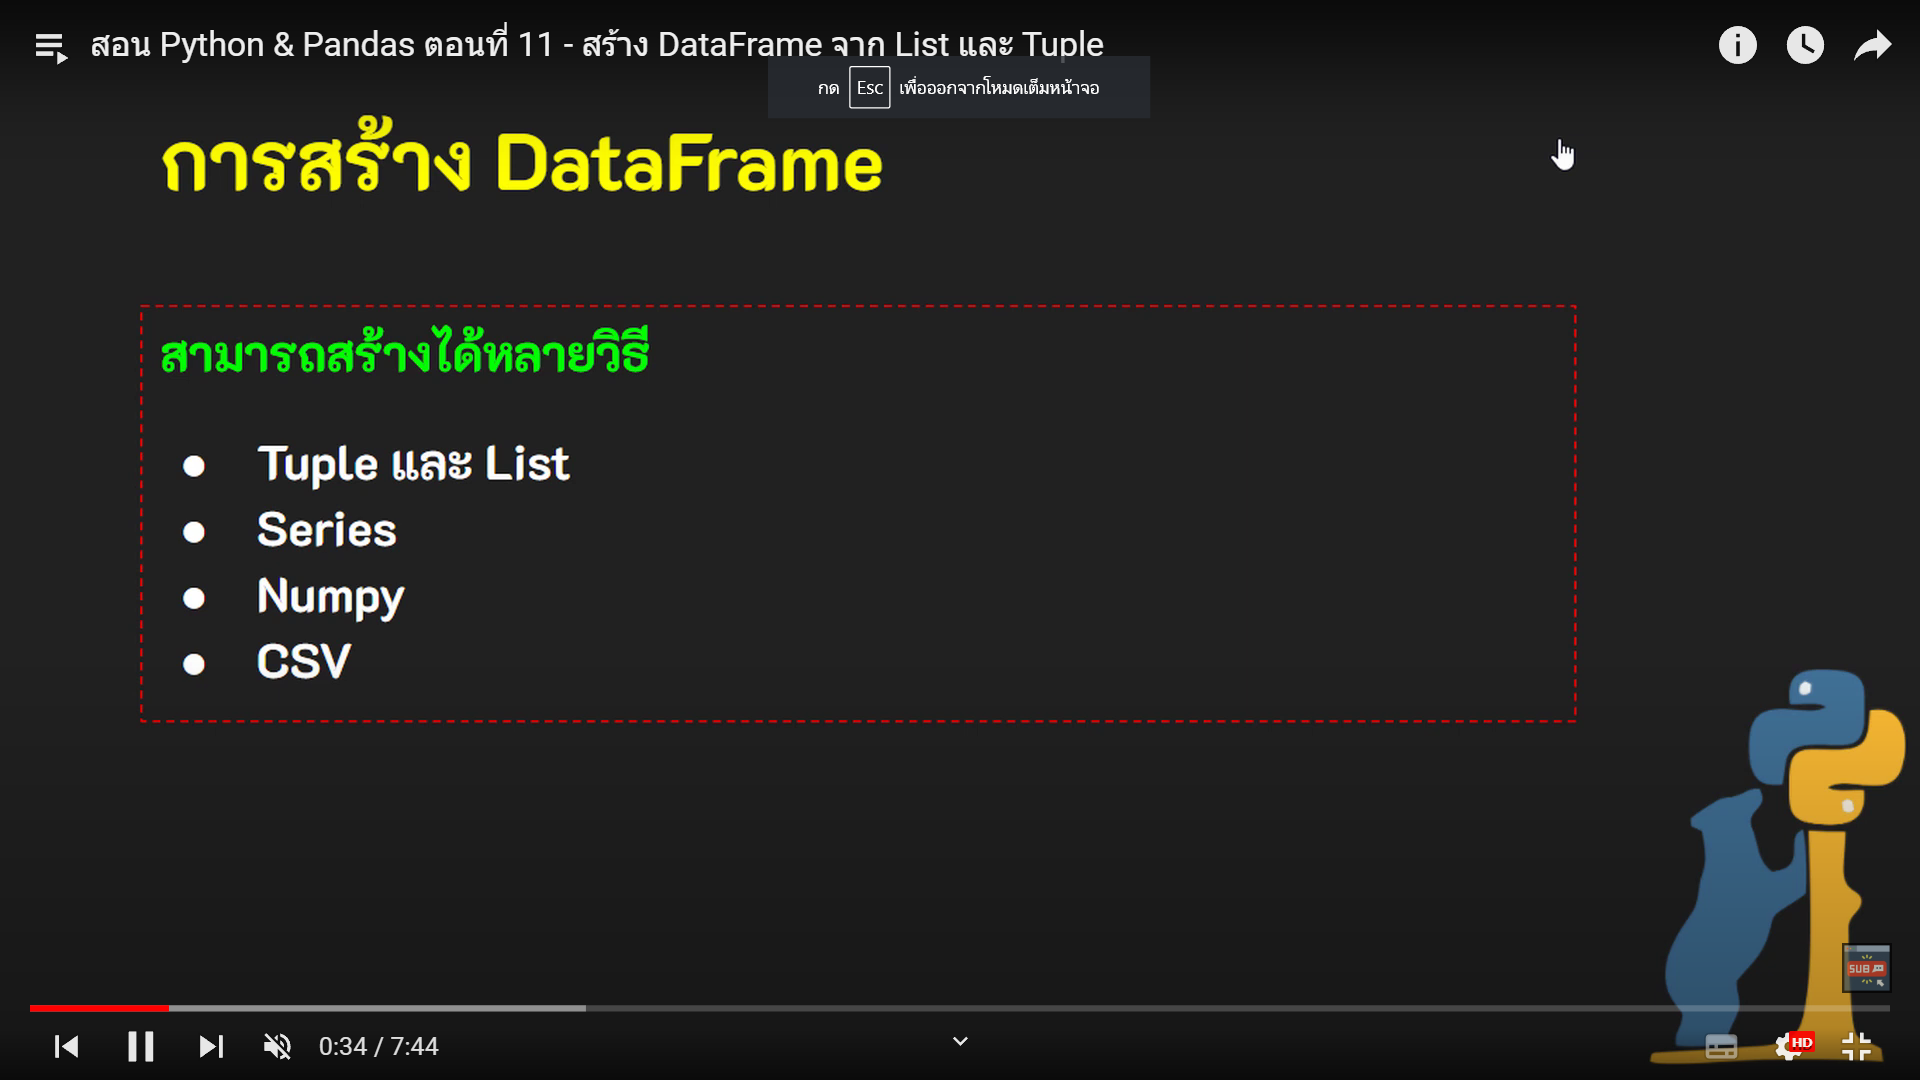 สอน Python & Pandas ตอนที่ 11 - สร้าง DataFrame จาก List และ Tuple
กด Esc เพื่อออกจากโหมดเต็มหน้าจอ
การสร้าง DataFrame
สามารถสร้างได้หลายวิธี
● Tuple และ List
● Series
● Numpy
● CSV
SUB
0:34 / 7:44
HD